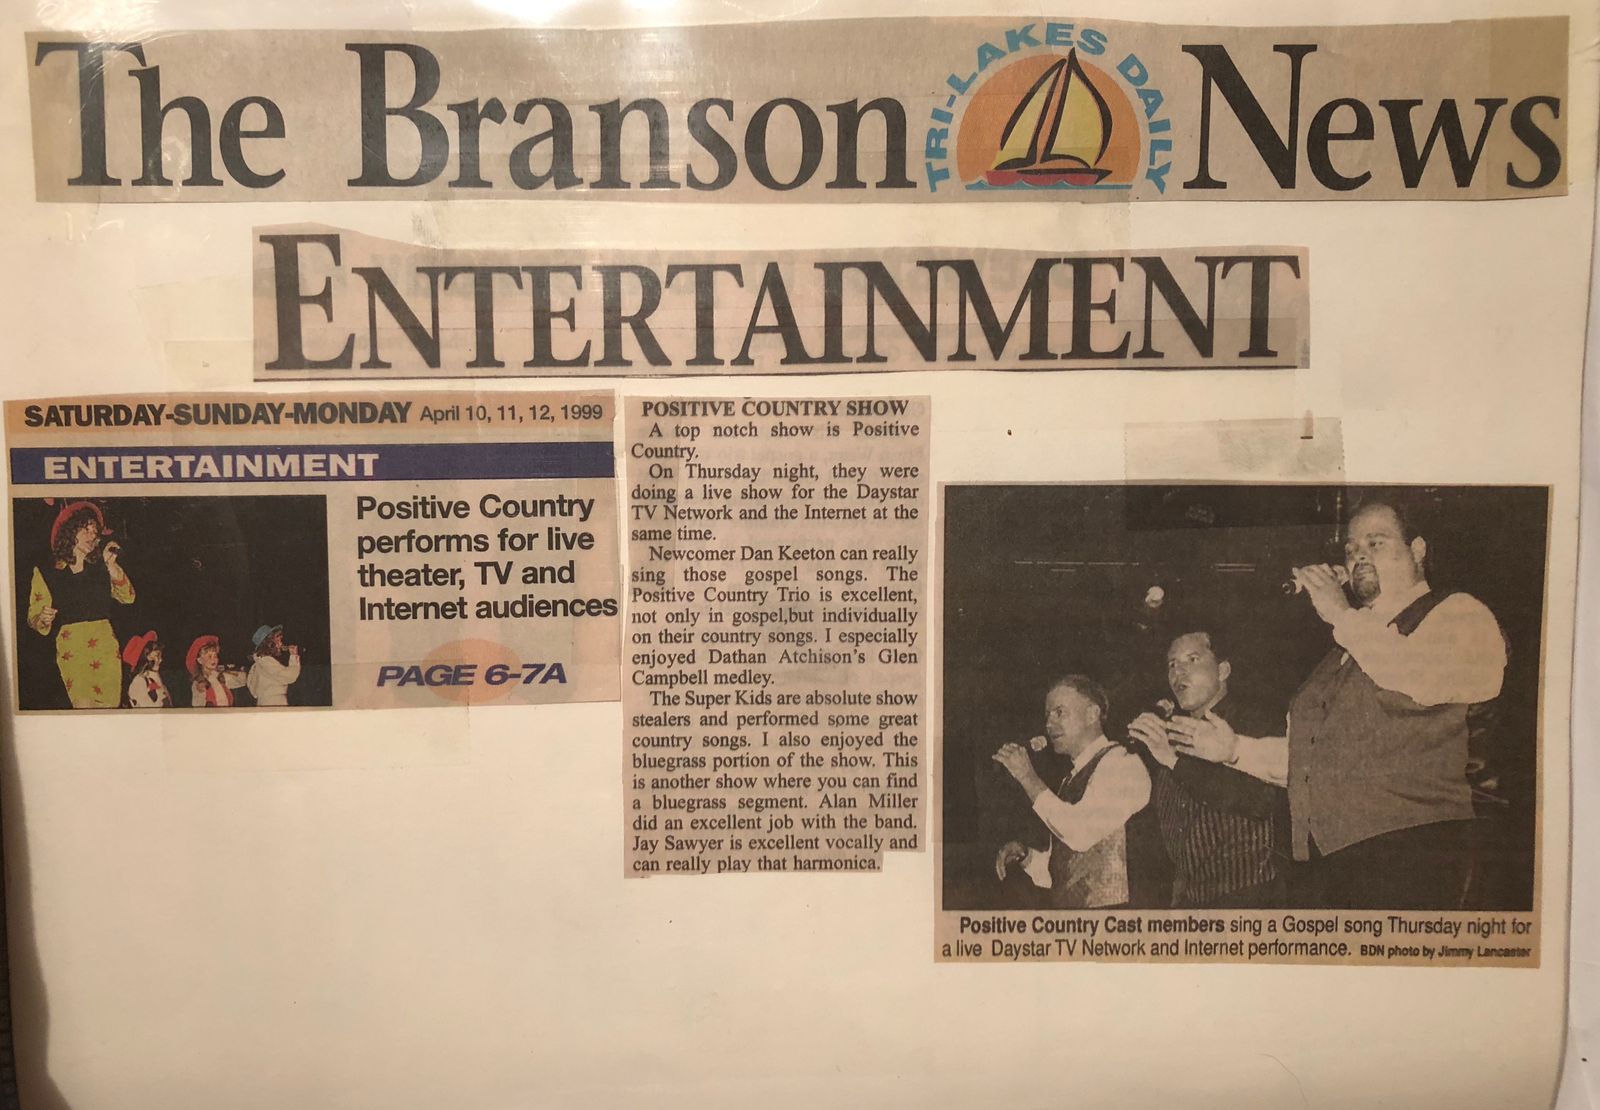 The Branson News
TRI-LAKES DAILY
ENTERTAINMENT
SATURDAY-SUNDAY-MONDAY April 10, 11, 12, 1999
ENTERTAINMENT
Positive Country
performs for live
theater, TV and
Internet audiences
PAGE 6-7A
POSITIVE COUNTRY SHOW
A top notch show is Positive
Country.
On Thursday night, they were
doing a live show for the Daystar
TV Network and the Internet at the
same time.
Newcomer Dan Keeton can really
sing those gospel songs. The
Positive Country Trio is excellent,
not only in gospel,but individually
on their country songs. I especially
enjoyed Dathan Atchison's Glen
Campbell medley.
The Super Kids are absolute show
stealers and performed some great
country songs. I also enjoyed the
bluegrass portion of the show. This
is another show where you can find
a bluegrass segment. Alan Miller
did an excellent job with the band.
Jay Sawyer is excellent vocally and
can really play that harmonica.
Positive Country Cast members sing a Gospel song Thursday night for
a live Daystar TV Network and Internet performance. BDN photo by Jimmy Lancaster